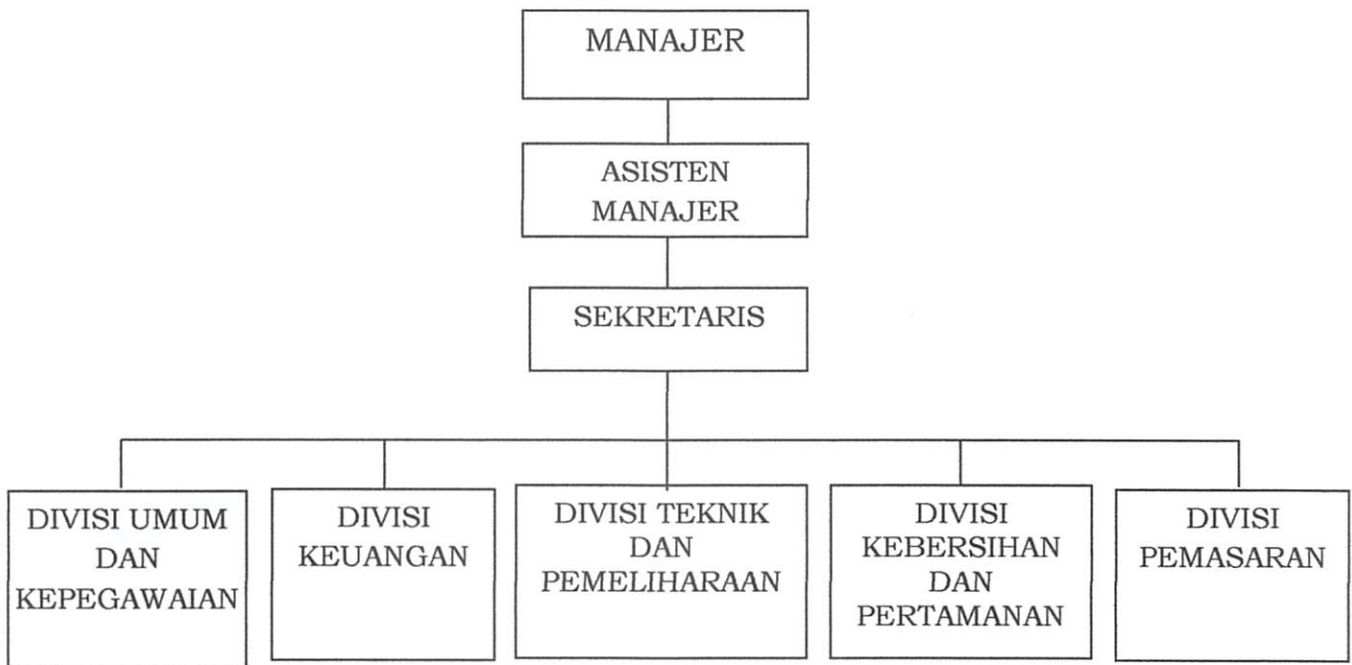 MANAJER
ASISTEN
MANAJER
SEKRETARIS
DIVISI UMUM
DAN
KEPEGAWAIAN
DIVISI
KEUANGAN
DIVISI TEKNIK
DAN
PEMELIHARAAN
DIVISI
KEBERSIHAN
DAN
PERTAMANAN
DIVISI
PEMASARAN